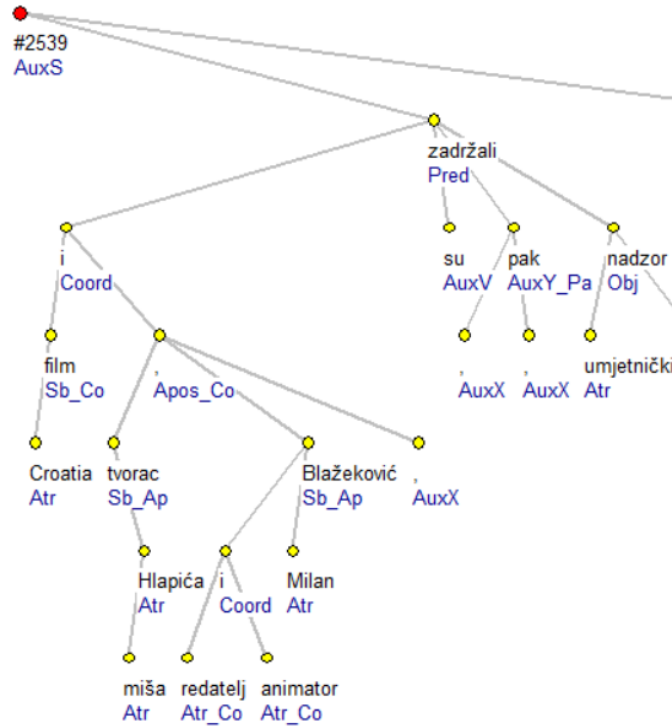 #2539
AuxS
zadržali
Pred
i
Coord
su
AuxV
pak
AuxY_Pa
nadzor
Obj
film
Sb_Co
,
Apos_Co
,
AuxX
,
AuxX
umjetnički
Atr
Croatia
Atr
tvorac
Sb_Ap
Blažeković
Sb_Ap
,
AuxX
Hlapića
Atr
i
Coord
Milan
Atr
miša
Atr
redatelj
Atr_Co
animator
Atr_Co